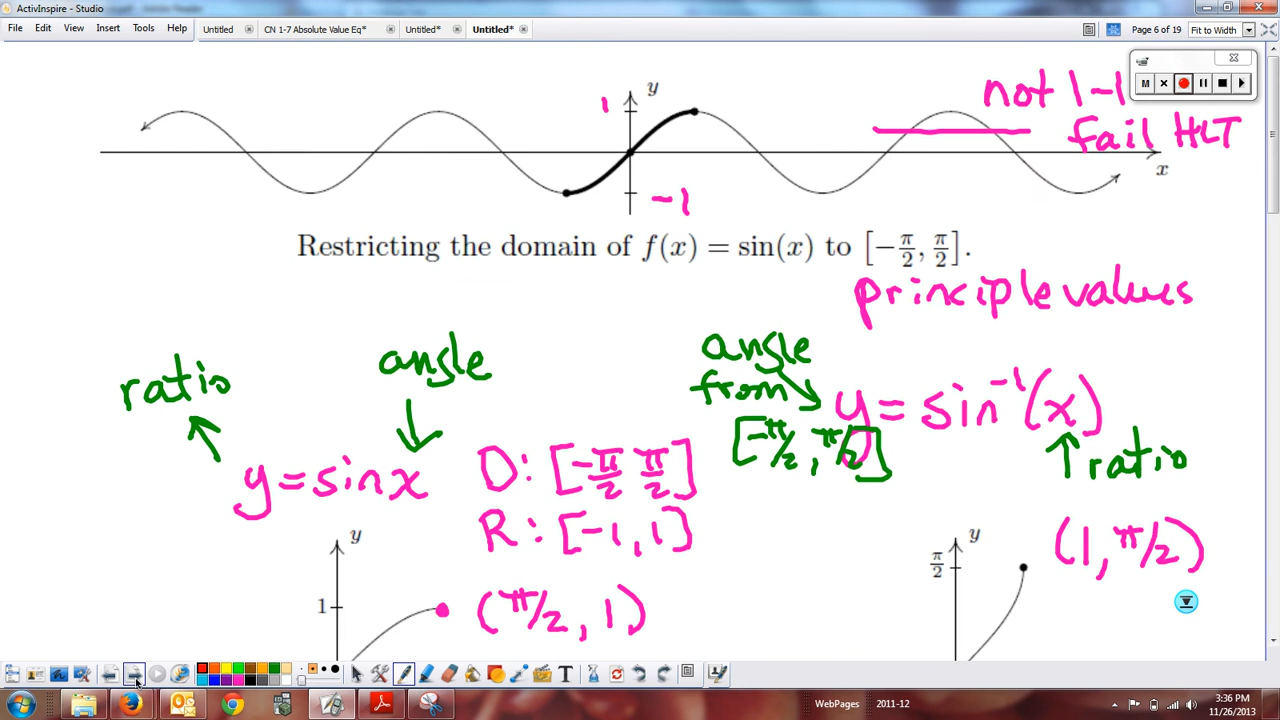 ActivInspire - Studio
File Edit View Insert Tools Help
Untitled
CN 1-7 Absolute Value Eq*
Untitled*
Untitled*
Page 6 of 19
Fit to Width
M
y
1
not 1-1
fail HLT
x
-1
Restricting the domain of f(x) = sin(x) to [−π/2, π/2].
principle values
ratio
angle
angle
from
[-π/2, π/2]
y = sin⁻¹(x)
ratio
y = sin x
D: [-π/2 π/2]
R: [-1, 1]
y
1
(π/2, 1)
y
π/2
(1, π/2)
T
WebPages
2011-12
3:36 PM
11/26/2013